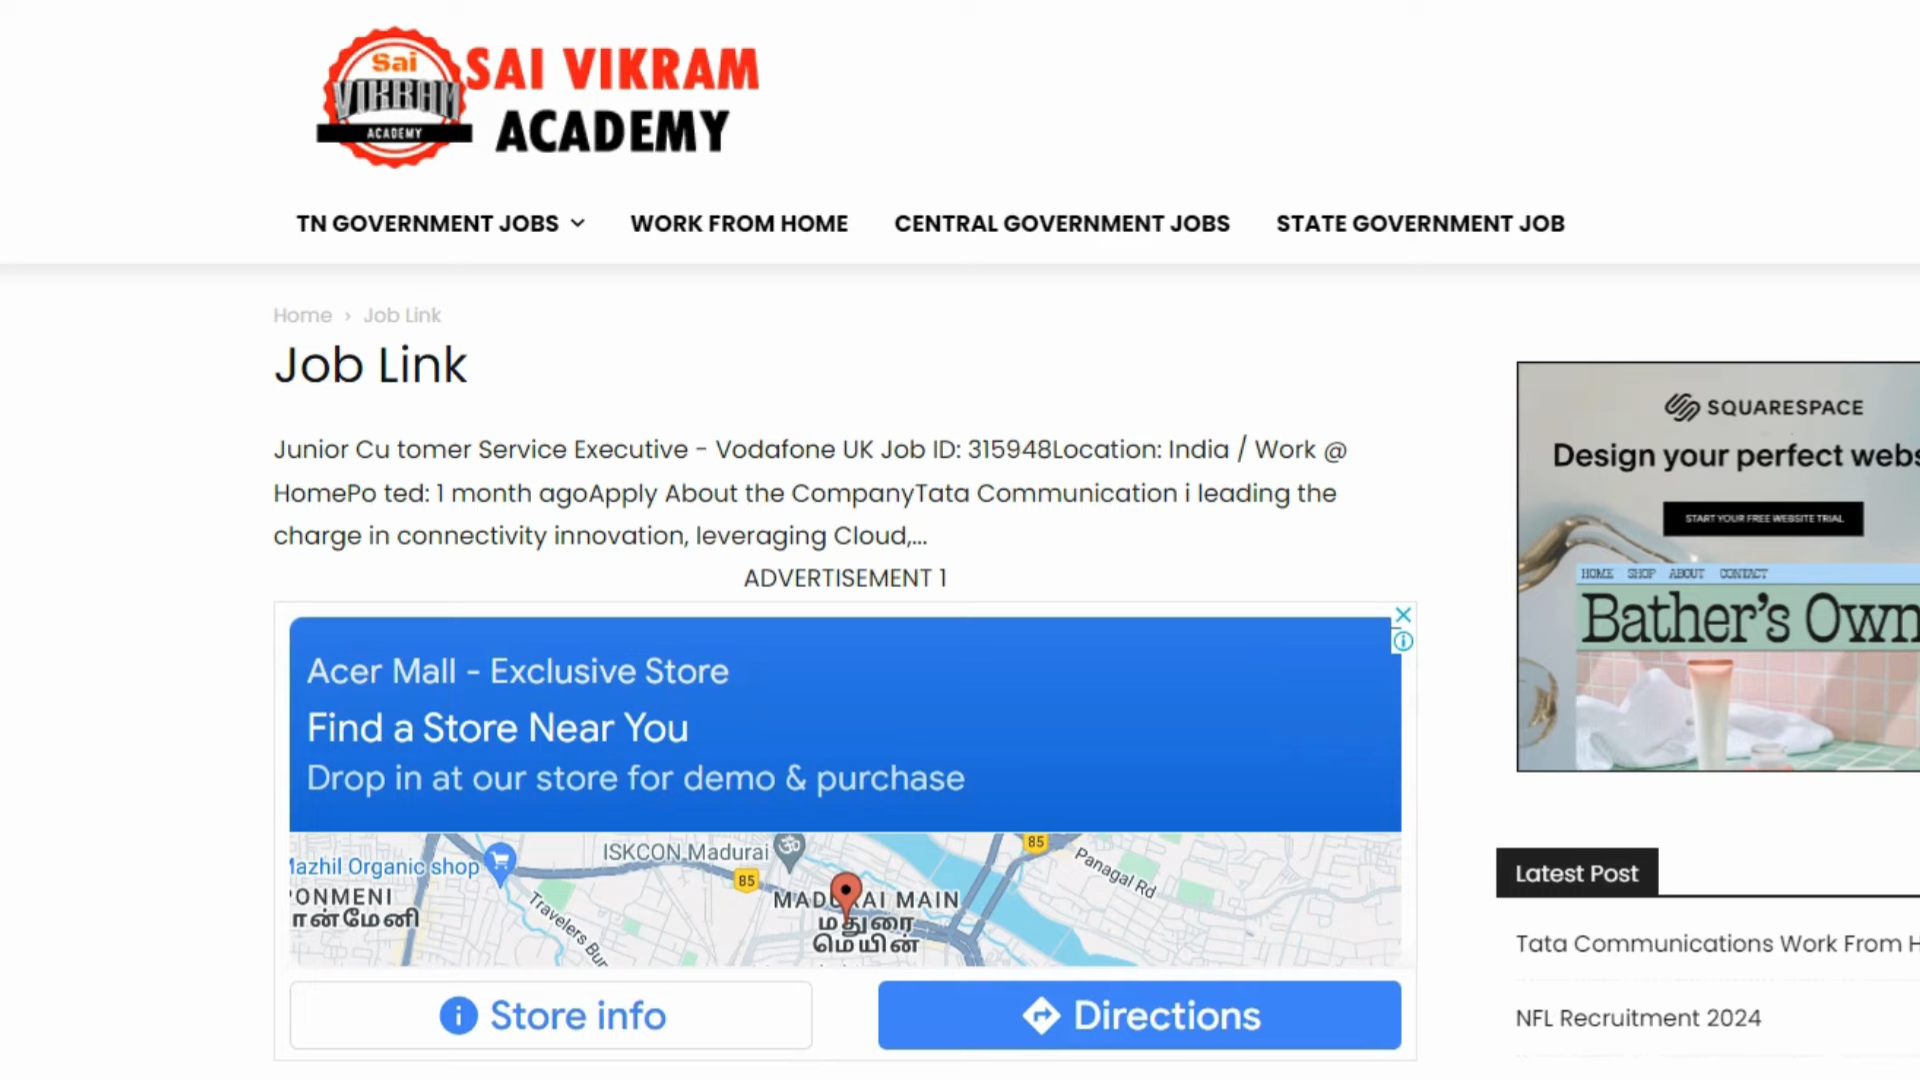 Sai
VIKRAM
ACADEMY
SAI VIKRAM
ACADEMY
TN GOVERNMENT JOBS
WORK FROM HOME
CENTRAL GOVERNMENT JOBS
STATE GOVERNMENT JOB
Home › Job Link
Job Link
Junior Cu tomer Service Executive - Vodafone UK Job ID: 315948Location: India / Work @
HomePo ted: 1 month agoApply About the CompanyTata Communication i leading the
charge in connectivity innovation, leveraging Cloud,...
ADVERTISEMENT 1
Acer Mall - Exclusive Store
Find a Store Near You
Drop in at our store for demo & purchase
Mazhil Organic shop
PONMENI
ான்மேனி
ISKCON Madurai
85
85
Panagal Rd
MADURAI MAIN
மதுரை
மெயின்
Travelers Bun
Store info
Directions
SQUARESPACE
Design your perfect webs
START YOUR FREE WEBSITE TRIAL
HOME SHOP ABOUT CONTACT
Bather's Own
Latest Post
Tata Communications Work From H
NFL Recruitment 2024